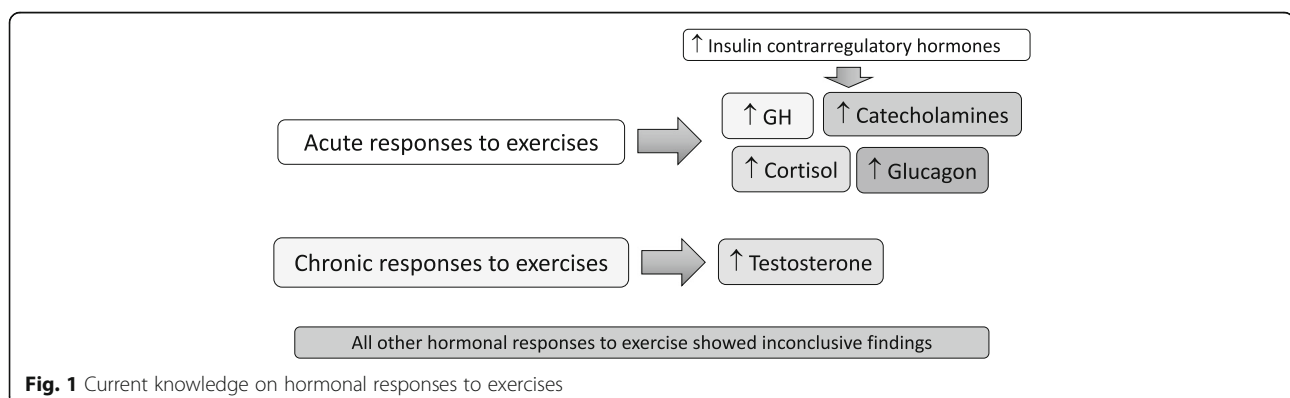 ↑ Insulin contrarregulatory hormones
Acute responses to exercises
↑ GH
↑ Catecholamines
↑ Cortisol
↑ Glucagon
Chronic responses to exercises
↑ Testosterone
All other hormonal responses to exercise showed inconclusive findings
Fig. 1 Current knowledge on hormonal responses to exercises